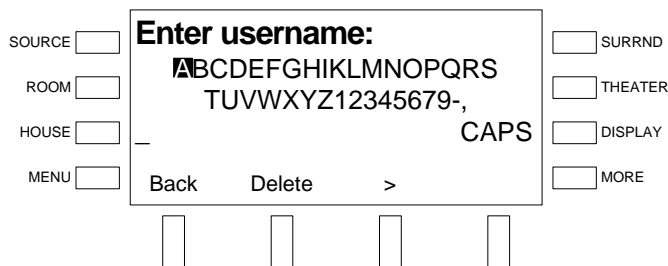 Enter username:
SOURCE SURRND
ABCDEFGHIKLMNOPQRS
ROOM THEATER
TUVWXYZ12345679-,
HOUSE _ CAPS DISPLAY
MENU MORE
Back Delete >